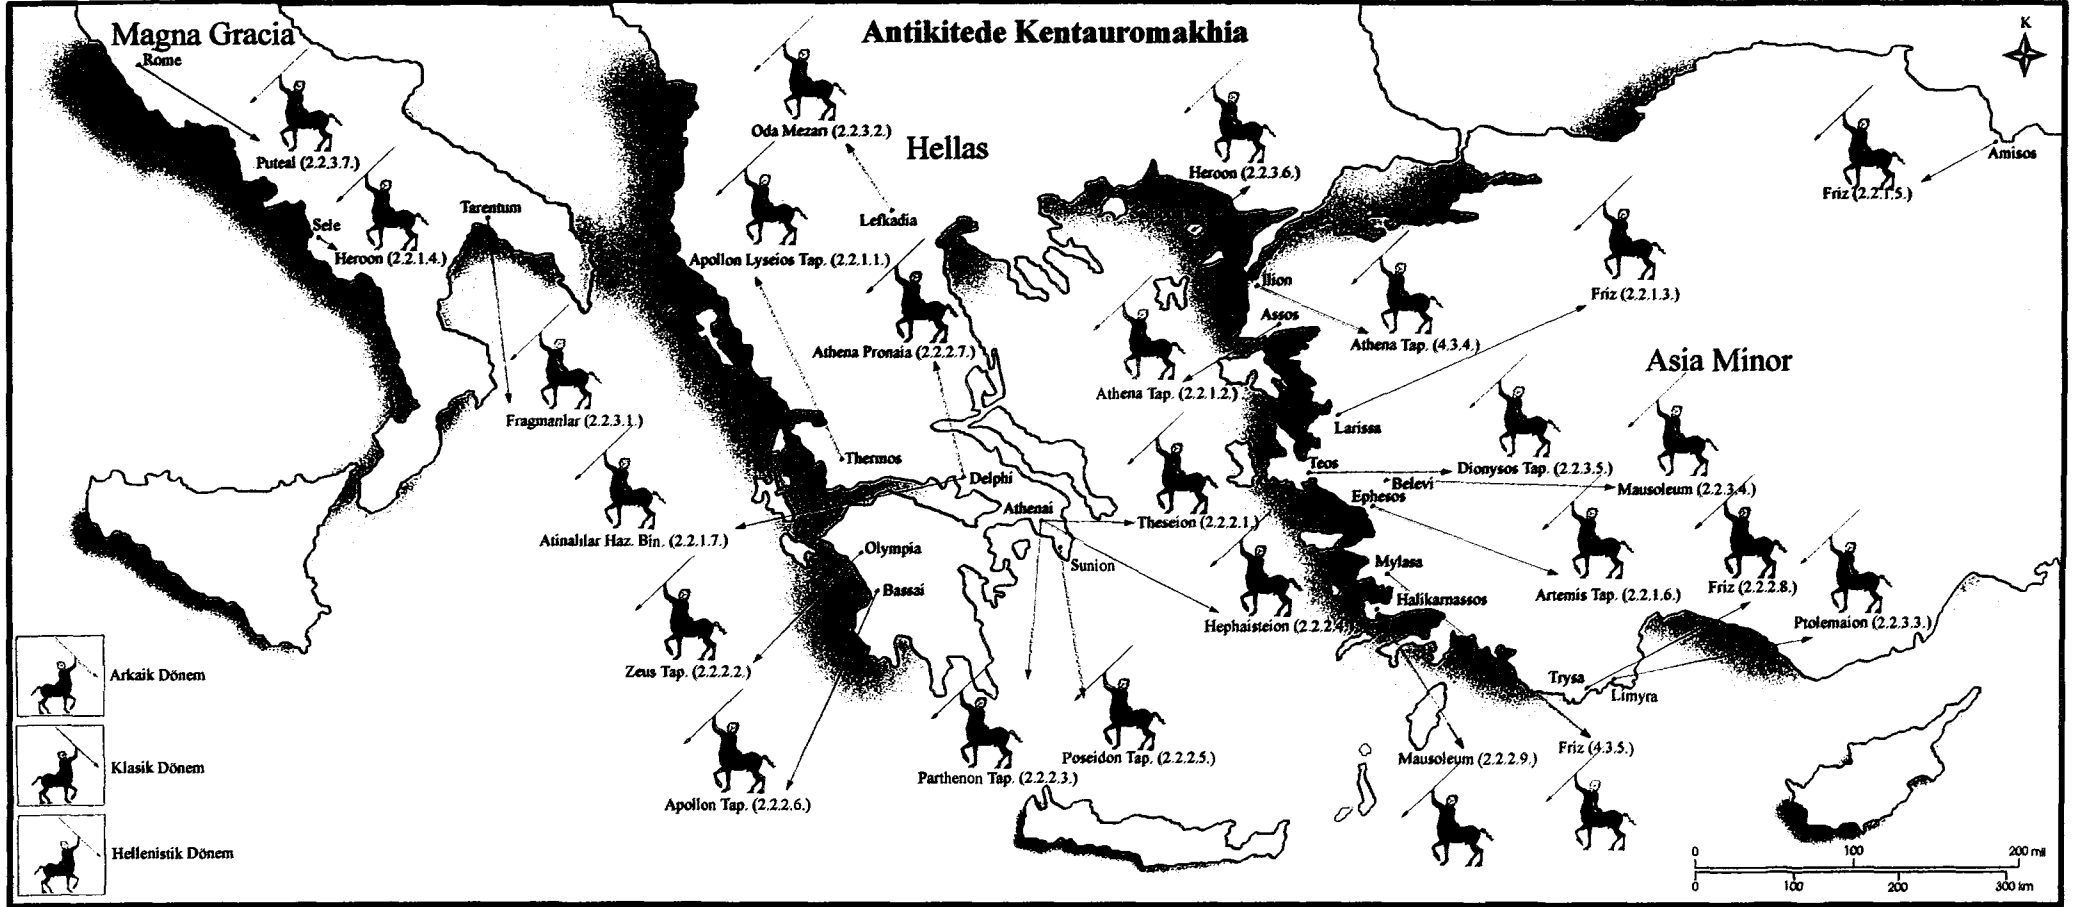 Antikitede Kentauromakhia
Magna Gracia
Rome
Puteal (2.2.3.7.)
Sele
Heroon (2.2.1.4.)
Tarentum
Fragmanlar (2.2.3.1.)
Hellas
Oda Mezarı (2.2.3.2.)
Lefkadia
Apollon Lyseios Tap. (2.2.1.1.)
Athena Pronaia (2.2.2.7.)
Thermos
Delphi
Atinalılar Haz. Bin. (2.2.1.7.)
Athenai
Theseion (2.2.2.1.)
Sunion
Hephaisteion (2.2.2.4
Olympia
Bassai
Zeus Tap. (2.2.2.2.)
Apollon Tap. (2.2.2.6.)
Parthenon Tap. (2.2.2.3.)
Poseidon Tap. (2.2.2.5.)
K
Heroon (2.2.3.6.)
Amisos
Friz (2.2.1.5.)
Friz (2.2.1.3.)
Ilion
Assos
Athena Tap. (4.3.4.)
Athena Tap. (2.2.1.2.)
Asia Minor
Larissa
Teos
Dionysos Tap. (2.2.3.5.)
Belevi
Mausoleum (2.2.3.4.)
Ephesos
Artemis Tap. (2.2.1.6.)
Friz (2.2.2.8.)
Ptolemaion (2.2.3.3.)
Mylasa
Halikarnassos
Trysa
Limyra
Mausoleum (2.2.2.9.)
Friz (4.3.5.)
Arkaik Dönem
Klasik Dönem
Hellenistik Dönem
0 100 200 mil
0 100 200 300 km